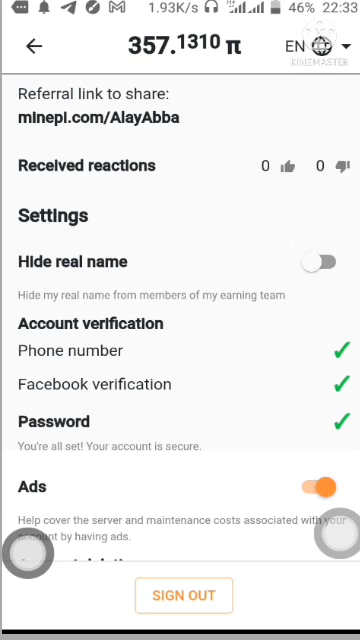 1.93K/s 46% 22:33
357.1310 π EN
KINEMASTER
Referral link to share:
minepi.com/AlayAbba
Received reactions 0 0
Settings
Hide real name
Hide my real name from members of my earning team
Account verification
Phone number
Facebook verification
Password
You're all set! Your account is secure.
Ads
Help cover the server and maintenance costs associated with your
account by having ads.
SIGN OUT